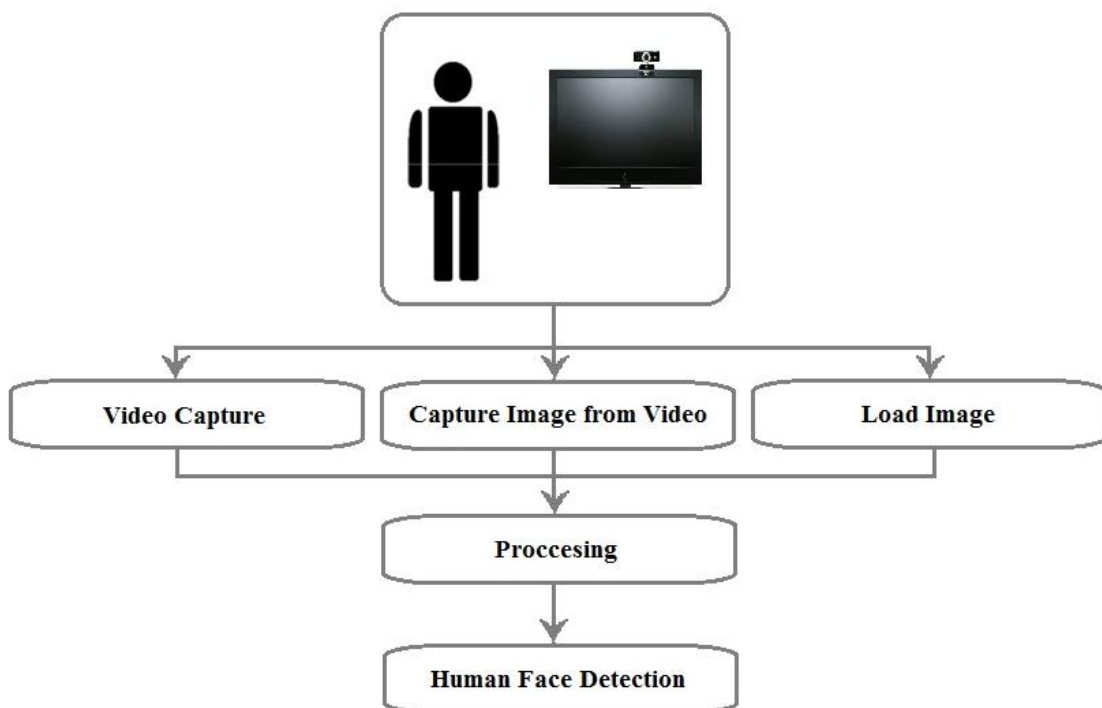 Video Capture
Capture Image from Video
Load Image
Proccesing
Human Face Detection